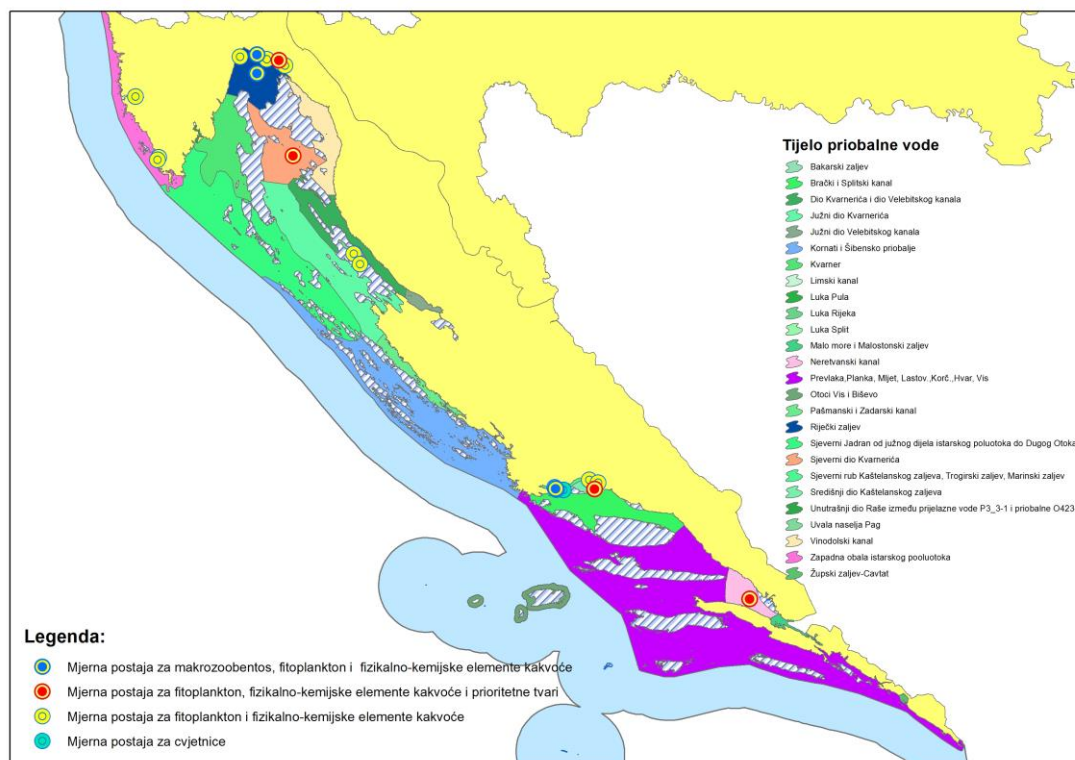 Tijelo priobalne vode
Bakarski zaljev
Brački i Splitski kanal
Dio Kvarnerića i dio Velebitskog kanala
Južni dio Kvarnerića
Južni dio Velebitskog kanala
Kornati i Šibensko priobalje
Kvarner
Limski kanal
Luka Pula
Luka Rijeka
Luka Split
Malo more i Malostonski zaljev
Neretvanski kanal
Prevlaka,Planka, Mljet, Lastov.,Korč.,Hvar, Vis
Otoci Vis i Biševo
Pašmanski i Zadarski kanal
Riječki zaljev
Sjeverni Jadran od južnog dijela istarskog poluotoka do Dugog Otoka
Sjeverni dio Kvarnerića
Sjeverni rub Kaštelanskog zaljeva, Trogirski zaljev, Marinski zaljev
Središnji dio Kaštelanskog zaljeva
Unutrašnji dio Raše između prijelazne vode P3_3-1 i priobalne O423
Uvala naselja Pag
Vinodolski kanal
Zapadna obala istarskog pooluotoka
Župski zaljev-Cavtat
Legenda:
Mjerna postaja za makrozoobentos, fitoplankton i fizikalno-kemijske elemente kakvoće
Mjerna postaja za fitoplankton, fizikalno-kemijske elemente kakvoće i prioritetne tvari
Mjerna postaja za fitoplankton i fizikalno-kemijske elemente kakvoće
Mjerna postaja za cvjetnice